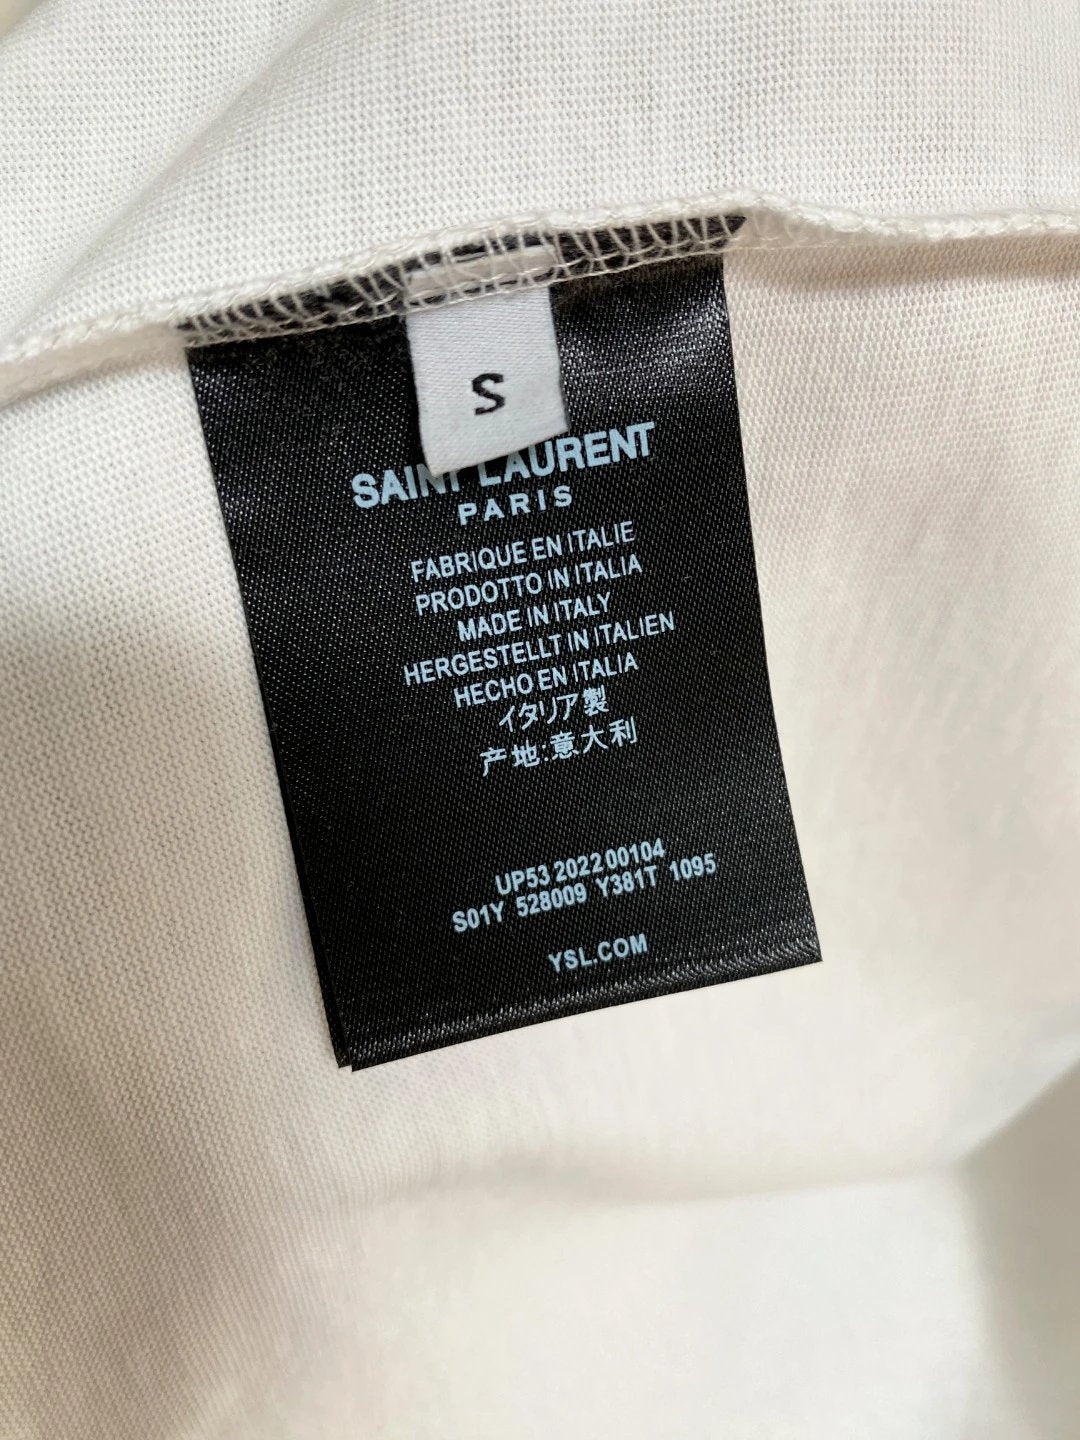 S
SAINT LAURENT
PARIS
FABRIQUE EN ITALIE
PRODOTTO IN ITALIA
MADE IN ITALY
HERGESTELLT IN ITALIEN
HECHO EN ITALIA
イタリア製
产地:意大利
UP53 2022 00104
S01Y 528009 Y381T 1095
YSL.COM